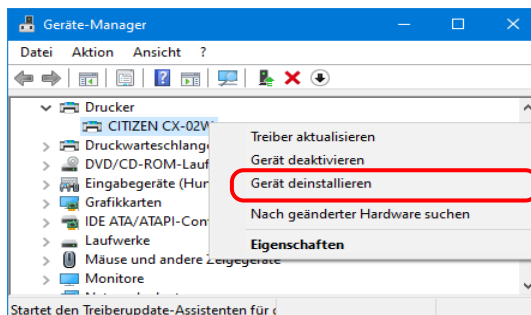 Geräte-Manager
Datei Aktion Ansicht ?
Drucker
CITIZEN CX-02W
Druckwarteschlange
DVD/CD-ROM-Lauf
Eingabegeräte (Hum
Grafikkarten
IDE ATA/ATAPI-Con
Laufwerke
Mäuse und andere Zeigegeräte
Monitore
Treiber aktualisieren
Gerät deaktivieren
Gerät deinstallieren
Nach geänderter Hardware suchen
Eigenschaften
Startet den Treiberupdate-Assistenten für